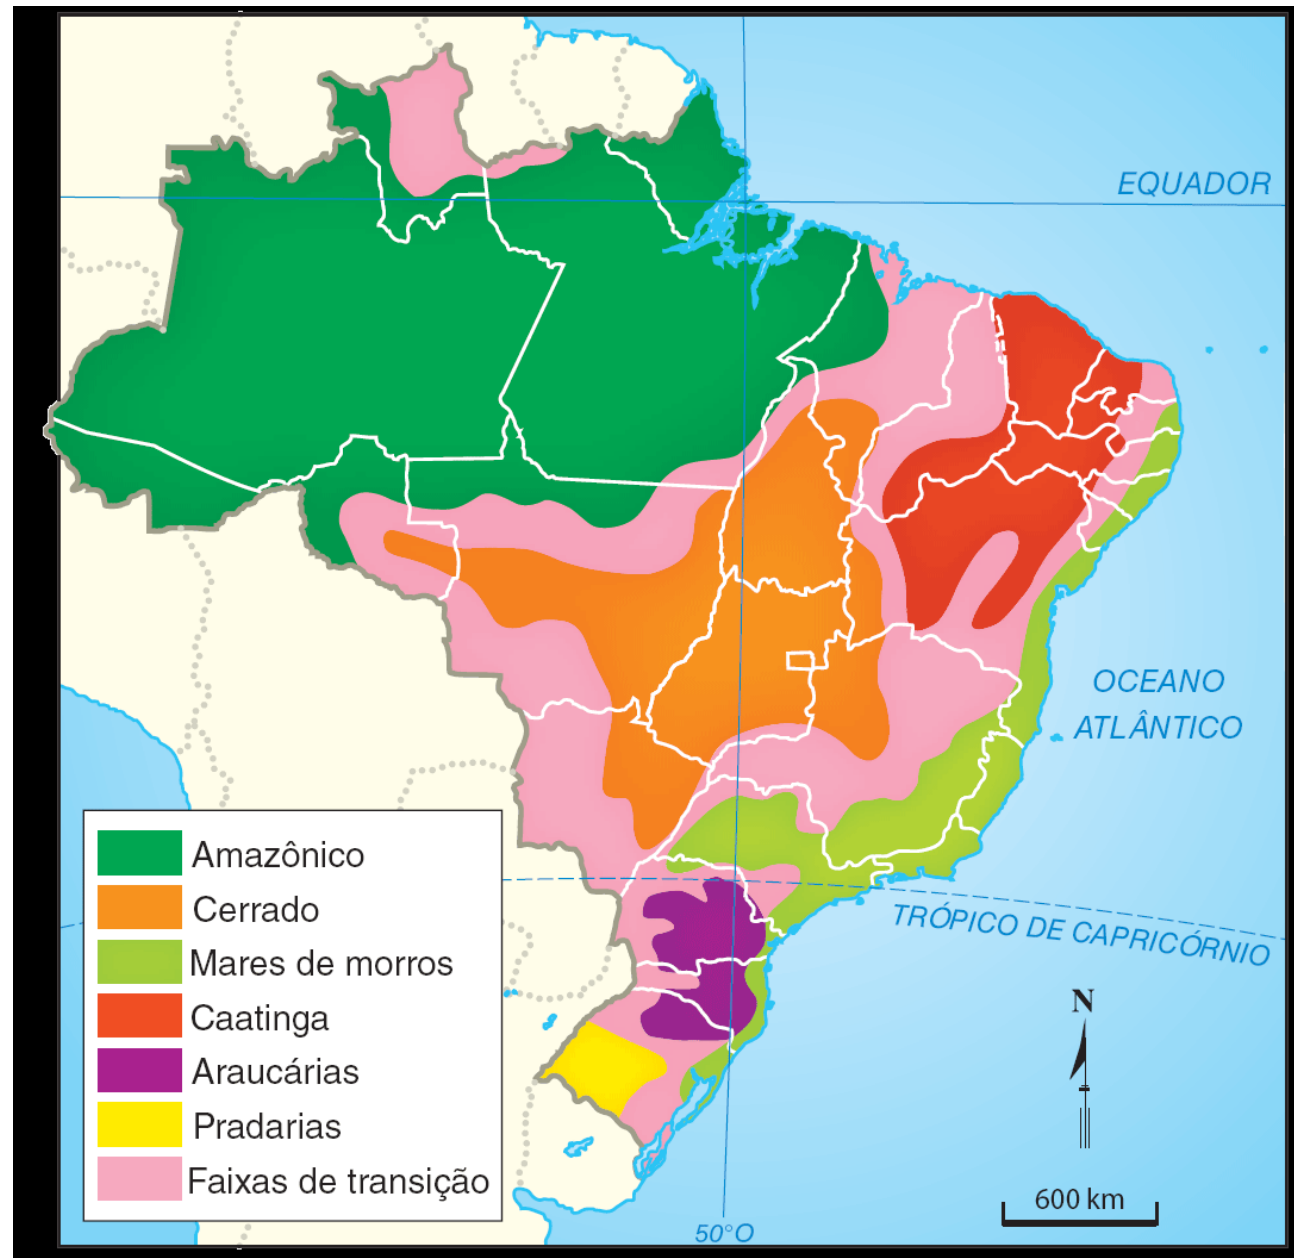 EQUADOR
OCEANO
ATLÂNTICO
Amazônico
Cerrado
Mares de morros
Caatinga
Araucárias
Pradarias
Faixas de transição
TRÓPICO DE CAPRICÓRNIO
N
600 km
50°O